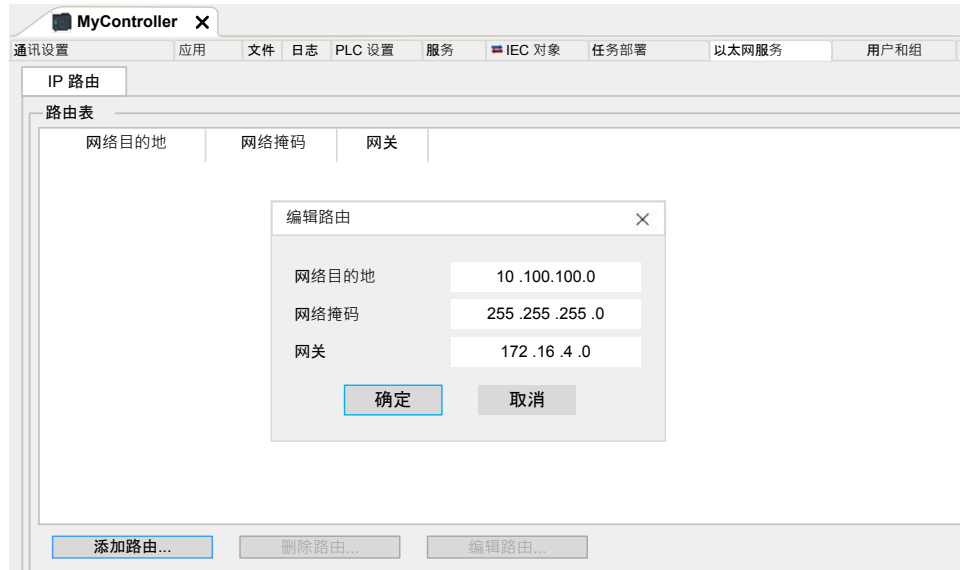 MyController
通讯设置 应用 文件 日志 PLC 设置 服务 IEC 对象 任务部署 以太网服务 用户和组
IP 路由
路由表
网络目的地 网络掩码 网关
编辑路由
网络目的地 10 .100.100.0
网络掩码 255 .255 .255 .0
网关 172 .16 .4 .0
确定 取消
添加路由... 删除路由... 编辑路由...